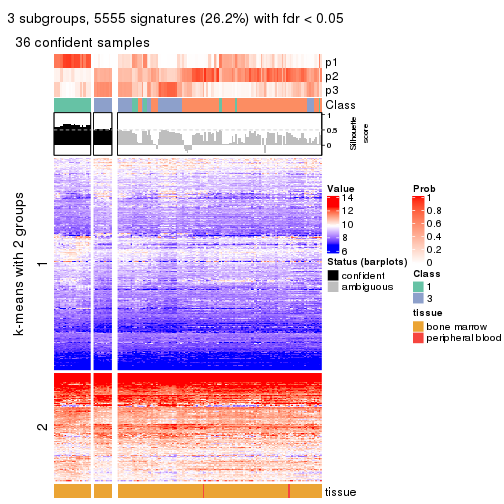 3 subgroups, 5555 signatures (26.2%) with fdr < 0.05
36 confident samples
p1
p2
p3
Class
1
0.5
0
Silhouette
score
k-means with 2 groups
1
2
tissue
Value
14
12
10
8
6
Status (barplots)
confident
ambiguous
Prob
1
0.8
0.6
0.4
0.2
0
Class
1
3
tissue
bone marrow
peripheral blood